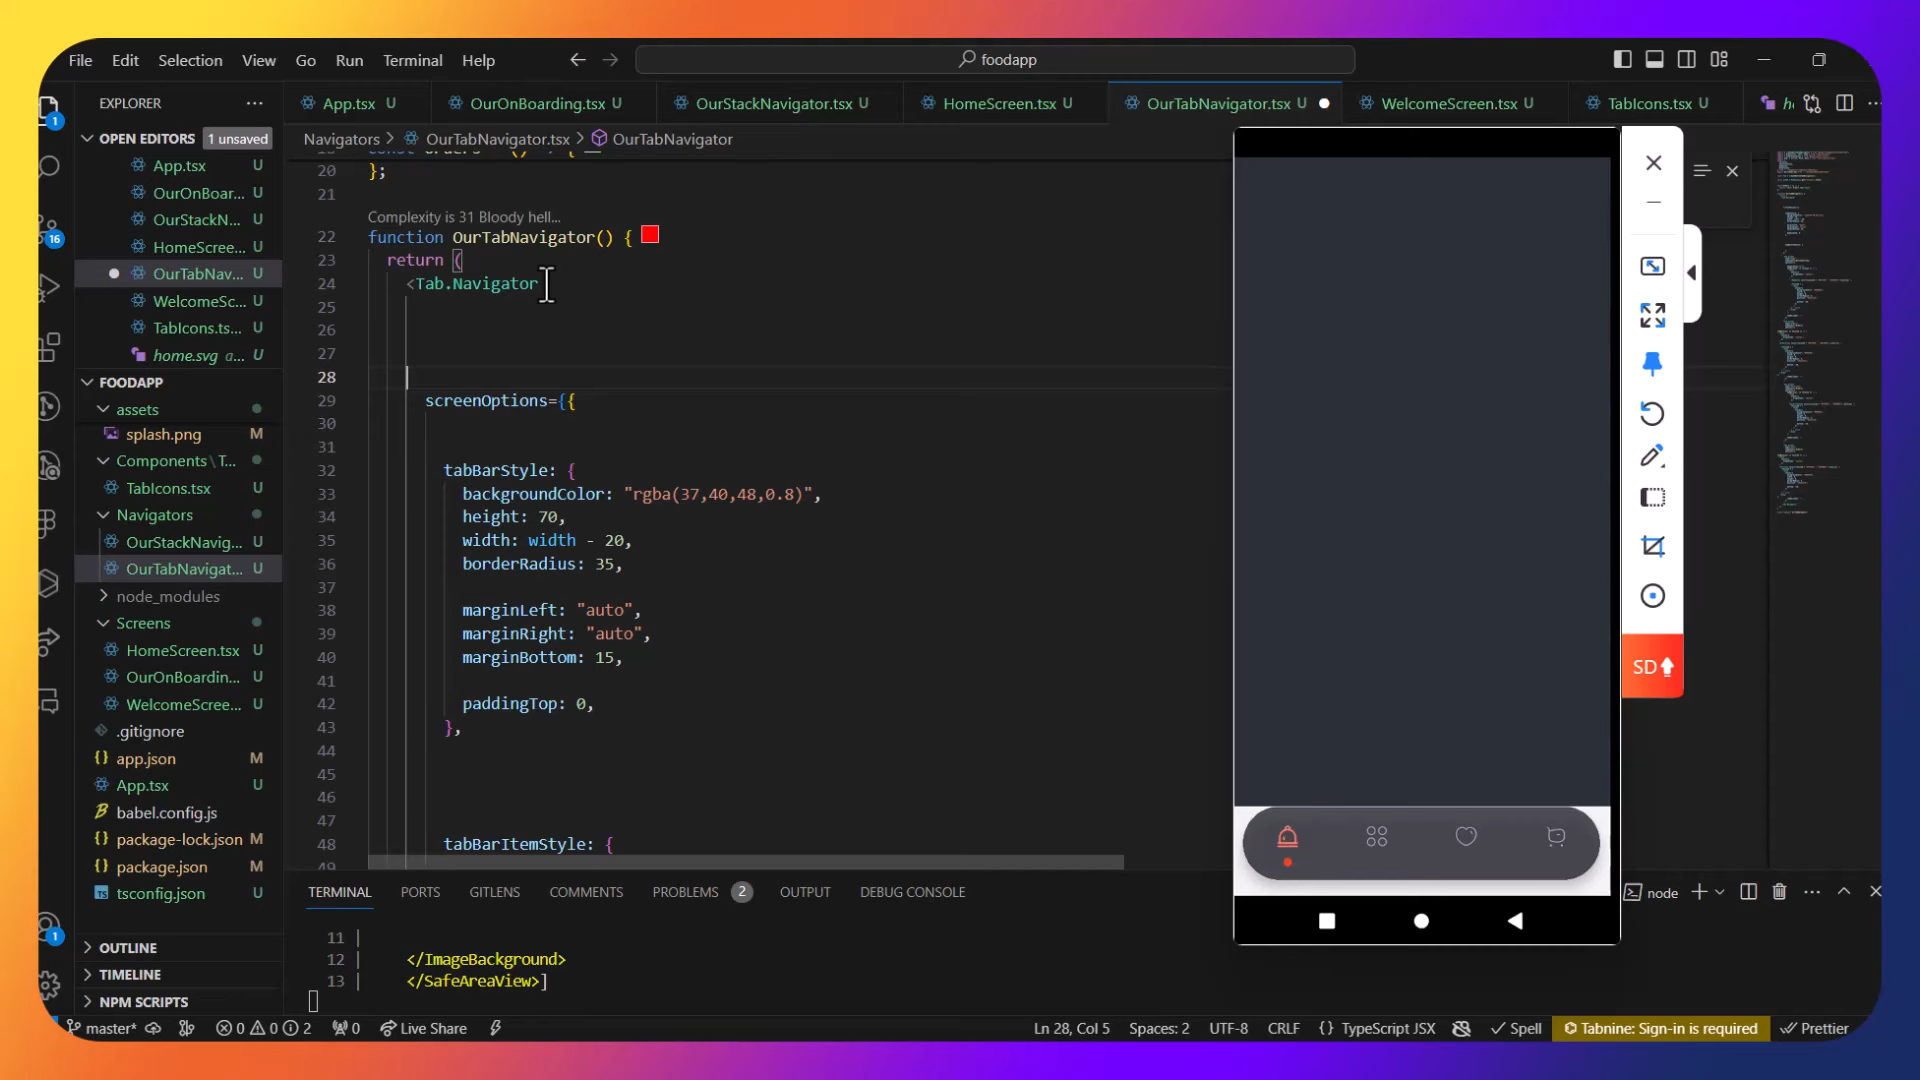 File Edit Selection View Go Run Terminal Help
foodapp
EXPLORER
App.tsx U
OurOnBoarding.tsx U
OurStackNavigator.tsx U
HomeScreen.tsx U
OurTabNavigator.tsx U
WelcomeScreen.tsx U
TabIcons.tsx U
OPEN EDITORS 1 unsaved
App.tsx U
OurOnBoar... U
OurStackN... U
HomeScree... U
OurTabNav... U
WelcomeSc... U
TabIcons.ts... U
home.svg a... U
FOODAPP
assets
splash.png M
Components\T...
TabIcons.tsx U
Navigators
OurStackNavig... U
OurTabNavigat... U
node_modules
Screens
HomeScreen.tsx U
OurOnBoardin... U
WelcomeScree... U
.gitignore
app.json M
App.tsx U
babel.config.js
package-lock.json M
package.json M
tsconfig.json U
OUTLINE
TIMELINE
NPM SCRIPTS
1
16
1
Navigators > OurTabNavigator.tsx > OurTabNavigator
20 };
21
Complexity is 31 Bloody hell...
22 function OurTabNavigator() {
23 return (
24 <Tab.Navigator
25
26
27
28
29 screenOptions={{
30
31
32 tabBarStyle: {
33 backgroundColor: "rgba(37,40,48,0.8)",
34 height: 70,
35 width: width - 20,
36 borderRadius: 35,
37
38 marginLeft: "auto",
39 marginRight: "auto",
40 marginBottom: 15,
41
42 paddingTop: 0,
43 },
44
45
46
47
48 tabBarItemStyle: {
49
SD
TERMINAL PORTS GITLENS COMMENTS PROBLEMS 2 OUTPUT DEBUG CONSOLE
node
11 |
12 | </ImageBackground>
13 | </SafeAreaView>]
master* 0 0 2 0 Live Share
Ln 28, Col 5 Spaces: 2 UTF-8 CRLF {} TypeScript JSX Spell Tabnine: Sign-in is required Prettier